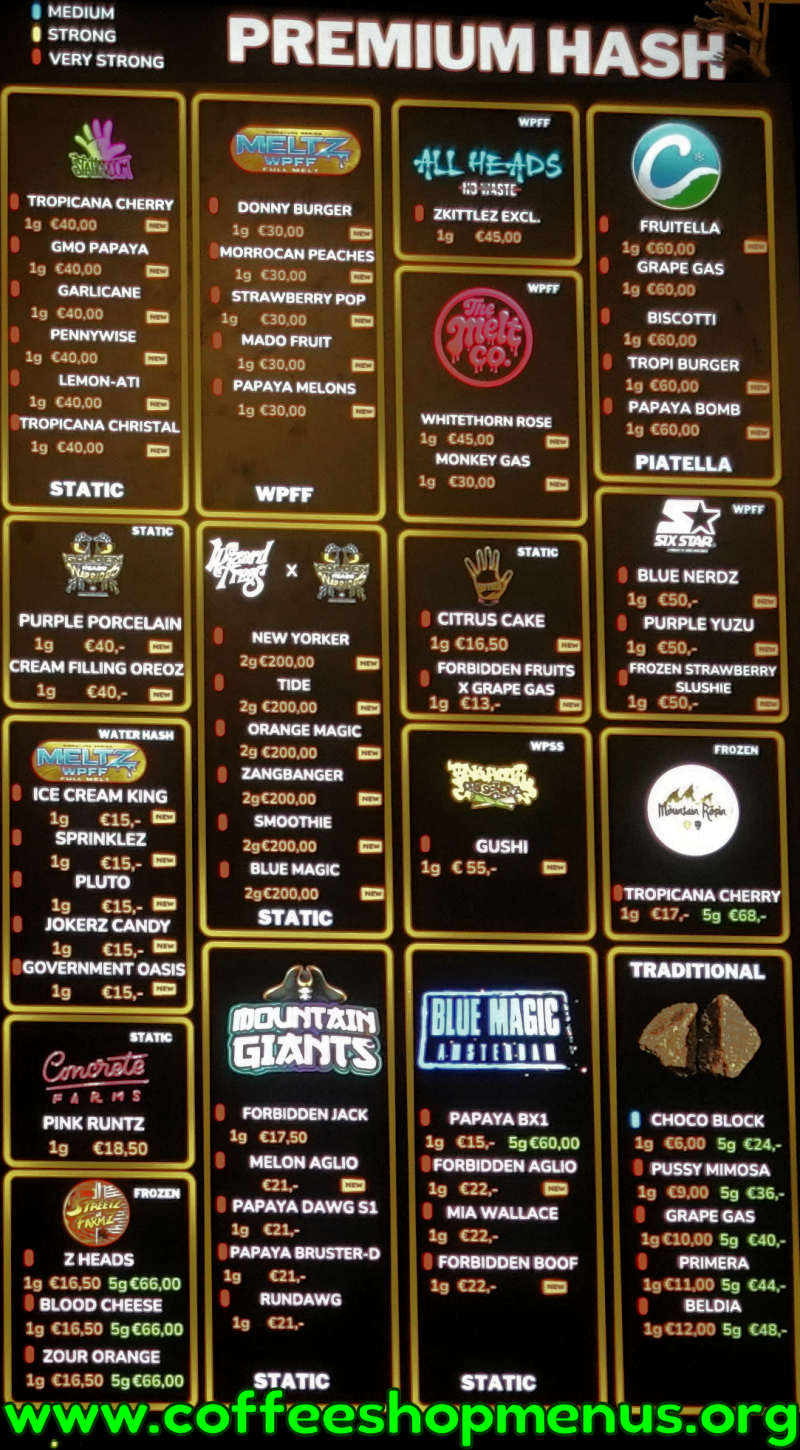 MEDIUM
STRONG
VERY STRONG
PREMIUM HASH
TROPICANA CHERRY
1g €40,00 NEW
GMO PAPAYA
1g €40,00 NEW
GARLICANE
1g €40,00 NEW
PENNYWISE
1g €40,00 NEW
LEMON-ATI
1g €40,00 NEW
TROPICANA CHRISTAL
1g €40,00 NEW
STATIC
MELTZ
WPFF
FULL MELT
DONNY BURGER
1g €30,00 NEW
MORROCAN PEACHES
1g €30,00 NEW
STRAWBERRY POP
1g €30,00 NEW
MADO FRUIT
1g €30,00 NEW
PAPAYA MELONS
1g €30,00 NEW
WPFF
WPFF
ALL HEADS
NO WASTE
ZKITTLEZ EXCL.
1g €45,00
WPFF
The
Melt
co.
WHITETHORN ROSE
1g €45,00 NEW
MONKEY GAS
1g €30,00 NEW
C
FRUITELLA
1g €60,00 NEW
GRAPE GAS
1g €60,00
BISCOTTI
1g €60,00
TROPI BURGER
1g €60,00 NEW
PAPAYA BOMB
1g €60,00 NEW
PIATELLA
STATIC
GOLDEN
HEADS
WARRIORS
PURPLE PORCELAIN
1g €40,- NEW
CREAM FILLING OREOZ
1g €40,- NEW
Wizard
Trees
X
GOLDEN
HEADS
WARRIORS
NEW YORKER
2g €200,00 NEW
TIDE
2g €200,00 NEW
ORANGE MAGIC
2g €200,00 NEW
ZANGBANGER
2g €200,00 NEW
SMOOTHIE
2g €200,00 NEW
BLUE MAGIC
2g €200,00 NEW
STATIC
STATIC
CITRUS CAKE
1g €16,50 NEW
FORBIDDEN FRUITS
X GRAPE GAS
1g €13,- NEW
WPFF
SIX STAR
BLUE NERDZ
1g €50,- NEW
PURPLE YUZU
1g €50,- NEW
FROZEN STRAWBERRY
SLUSHIE
1g €50,- NEW
WATER HASH
MELTZ
WPFF
FULL MELT
ICE CREAM KING
1g €15,- NEW
SPRINKLEZ
1g €15,- NEW
PLUTO
1g €15,- NEW
JOKERZ CANDY
1g €15,- NEW
GOVERNMENT OASIS
1g €15,- NEW
WPSS
GUSHI
1g € 55,- NEW
FROZEN
Mountain Rosin
TROPICANA CHERRY
1g €17,- 5g €68,-
STATIC
Concrete
FARMS
PINK RUNTZ
1g €18,50
FROZEN
STREETZ
FARMZ
Z HEADS
1g €16,50 5g €66,00
BLOOD CHEESE
1g €16,50 5g €66,00
ZOUR ORANGE
1g €16,50 5g €66,00
MOUNTAIN
GIANTS
FORBIDDEN JACK
1g €17,50
MELON AGLIO
€21,- NEW
PAPAYA DAWG S1
1g €21,-
PAPAYA BRUSTER-D
1g €21,-
RUNDAWG
1g €21,-
STATIC
BLUE MAGIC
AMSTERDAM
PAPAYA BX1
1g €15,- 5g €60,00
FORBIDDEN AGLIO
1g €22,- NEW
MIA WALLACE
1g €22,-
FORBIDDEN BOOF
1g €22,- NEW
STATIC
TRADITIONAL
CHOCO BLOCK
1g €6,00 5g €24,-
PUSSY MIMOSA
1g €9,00 5g €36,-
GRAPE GAS
1g €10,00 5g €40,-
PRIMERA
1g €11,00 5g €44,-
BELDIA
1g €12,00 5g €48,-
www.coffeeshopmenus.org